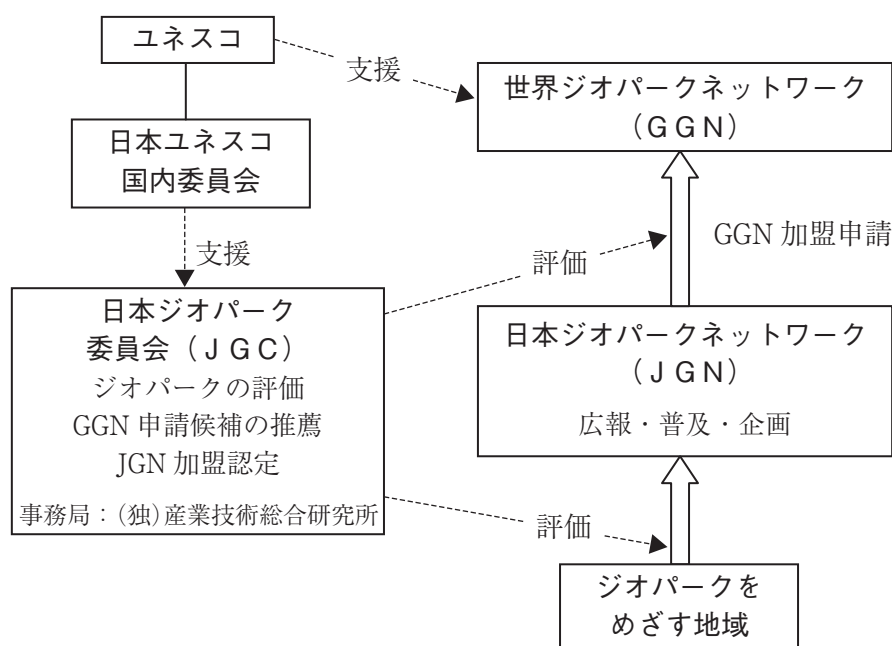 ユネスコ
支援
世界ジオパークネットワーク
（ＧＧＮ）
日本ユネスコ
国内委員会
支援
評価
GGN 加盟申請
日本ジオパーク
委員会（ＪＧＣ）
ジオパークの評価
GGN 申請候補の推薦
JGN 加盟認定
事務局：(独)産業技術総合研究所
日本ジオパークネットワーク
（ＪＧＮ）
広報・普及・企画
評価
ジオパークを
めざす地域